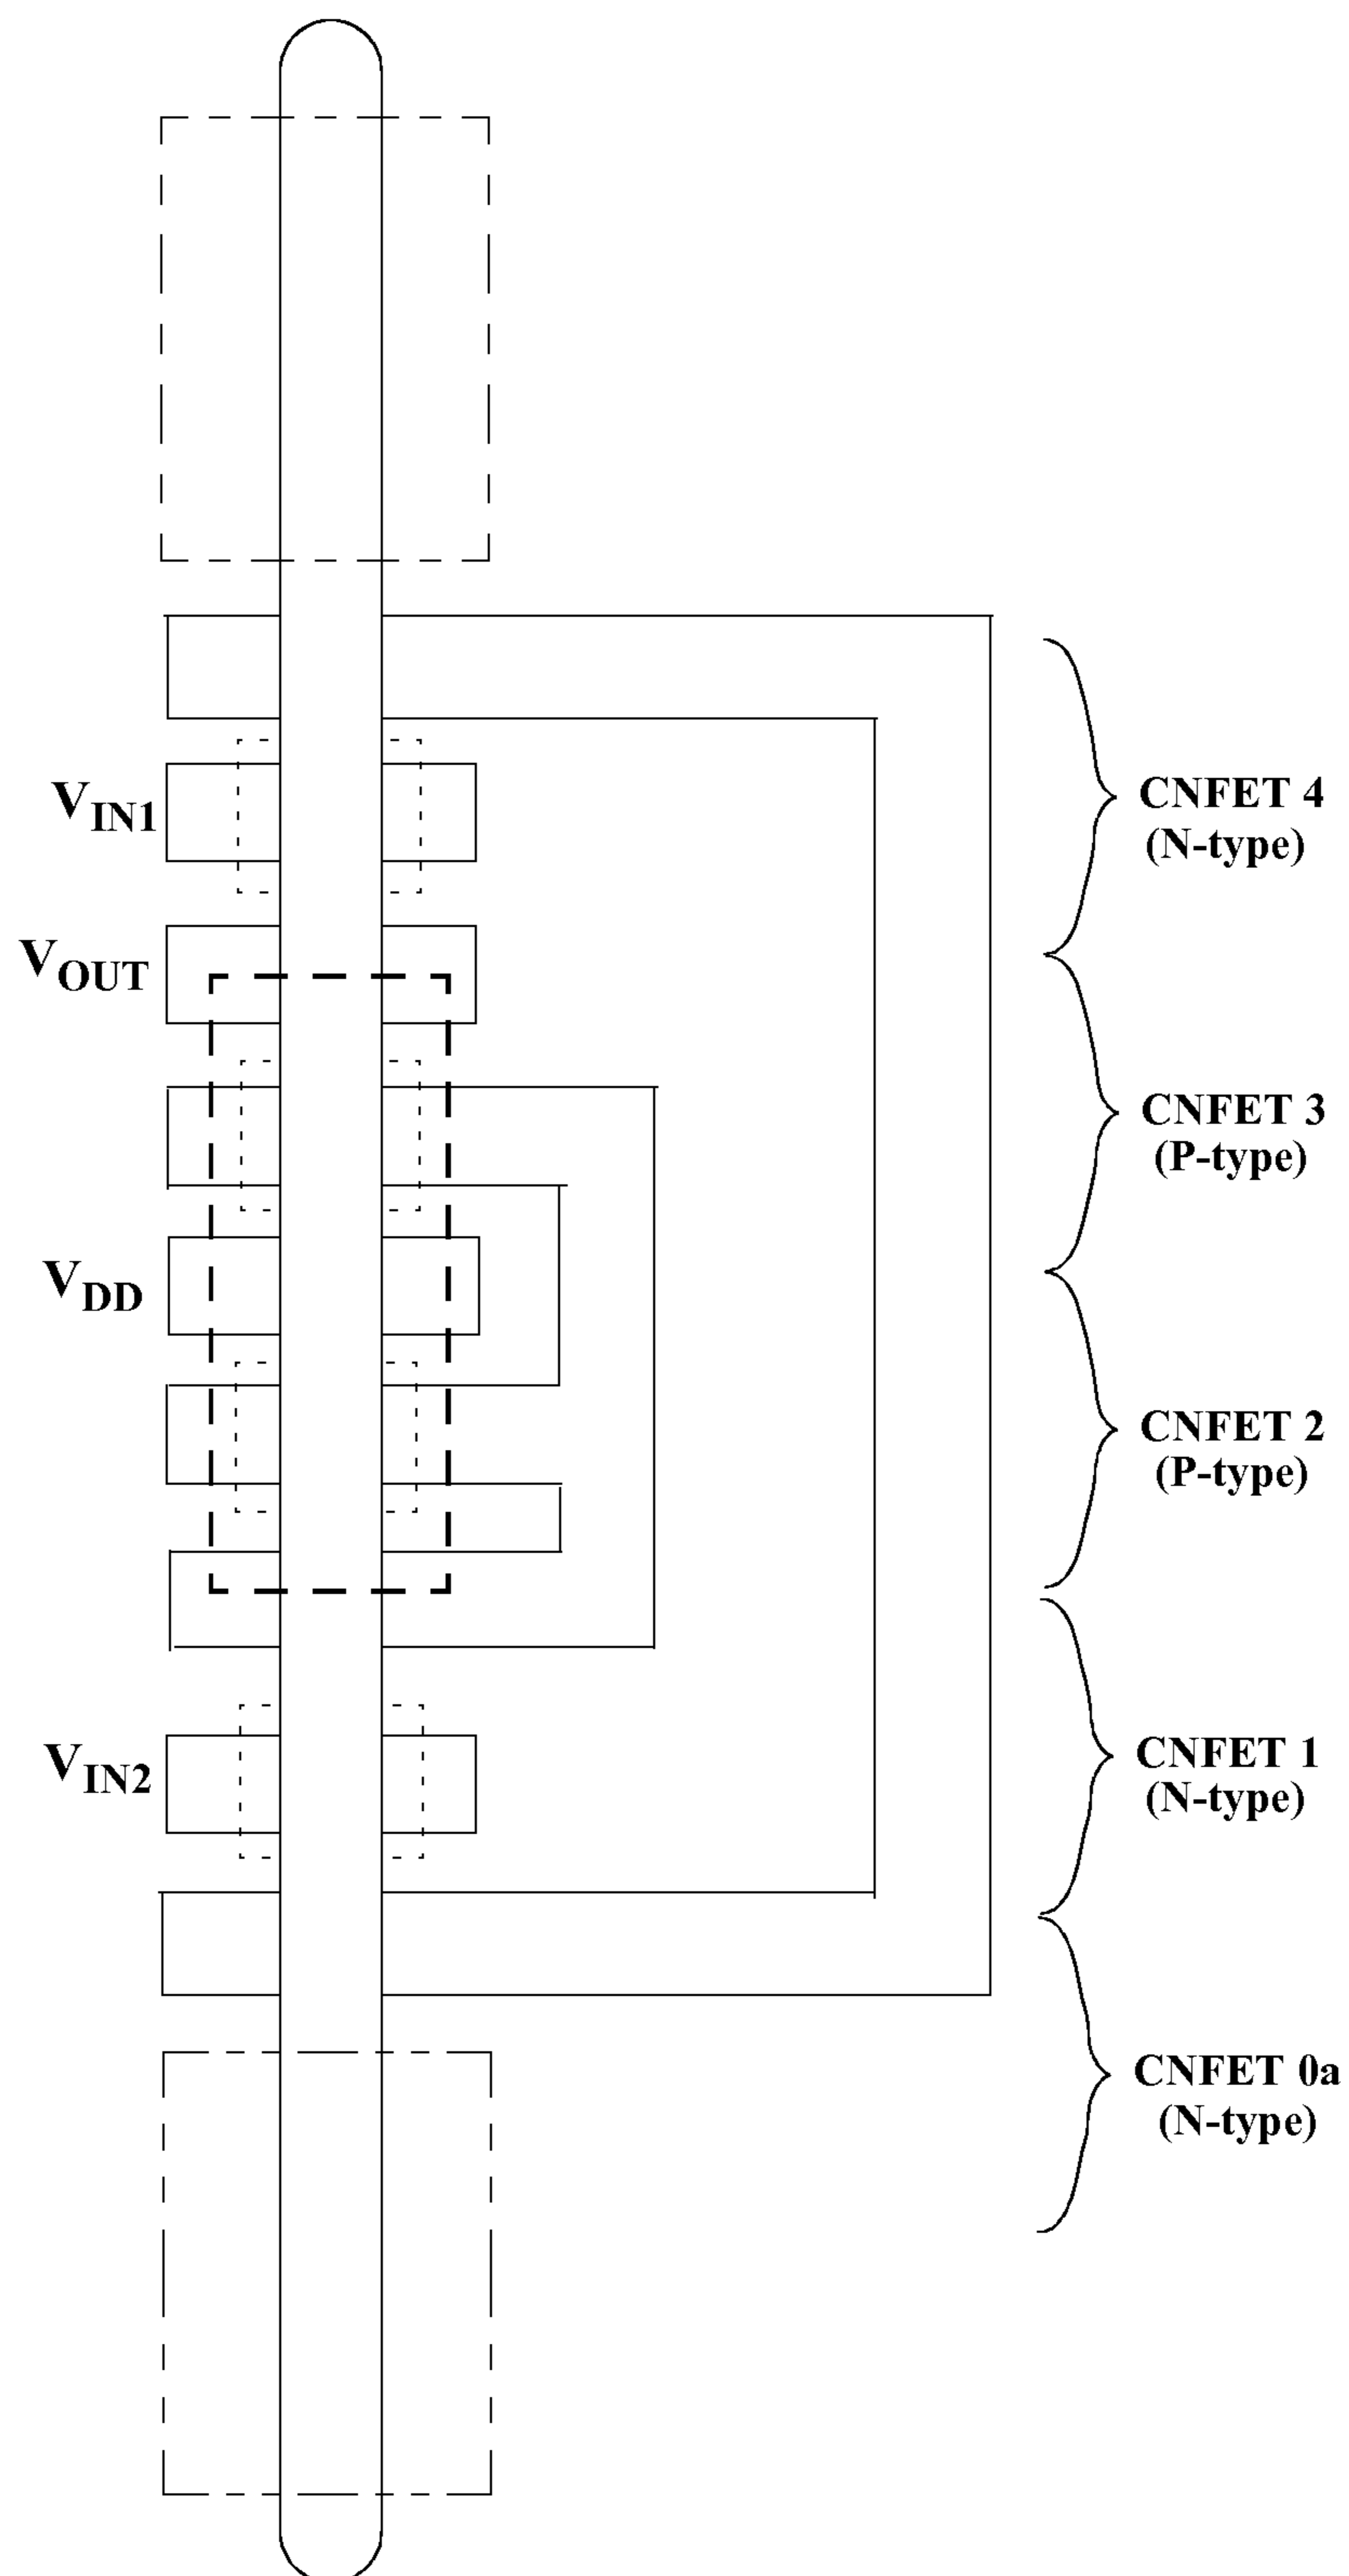 V_IN1
CNFET 4
(N-type)
V_OUT
CNFET 3
(P-type)
V_DD
CNFET 2
(P-type)
V_IN2
CNFET 1
(N-type)
CNFET 0a
(N-type)